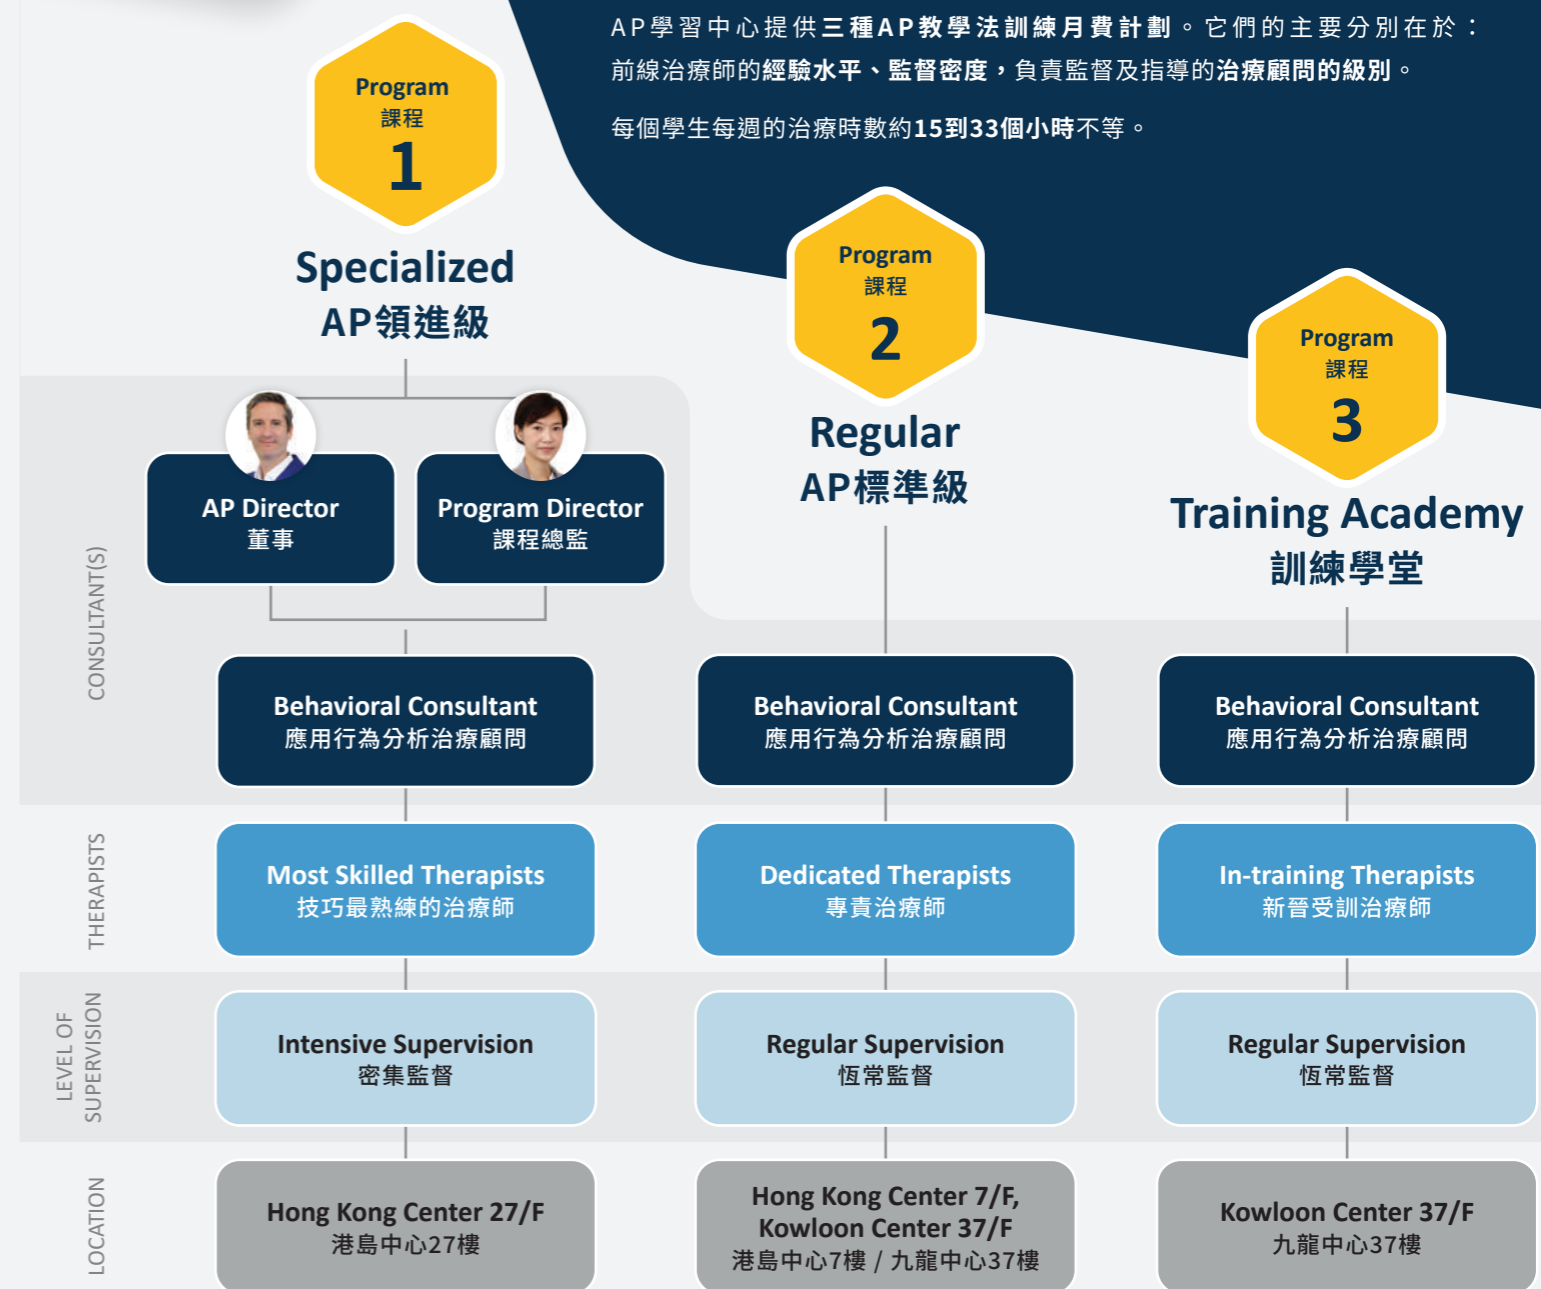 AP學習中心提供三種AP教學法訓練月費計劃。它們的主要分別在於：
前線治療師的經驗水平、監督密度，負責監督及指導的治療顧問的級別。
每個學生每週的治療時數約15到33個小時不等。
Program
課程
1
Specialized
AP領進級
Program
課程
2
Regular
AP標準級
Program
課程
3
Training Academy
訓練學堂
CONSULTANT(S)
AP Director
董事
Program Director
課程總監
Behavioral Consultant
應用行為分析治療顧問
Behavioral Consultant
應用行為分析治療顧問
Behavioral Consultant
應用行為分析治療顧問
THERAPISTS
Most Skilled Therapists
技巧最熟練的治療師
Dedicated Therapists
專責治療師
In-training Therapists
新晉受訓治療師
LEVEL OF
SUPERVISION
Intensive Supervision
密集監督
Regular Supervision
恆常監督
Regular Supervision
恆常監督
LOCATION
Hong Kong Center 27/F
港島中心27樓
Hong Kong Center 7/F,
Kowloon Center 37/F
港島中心7樓 / 九龍中心37樓
Kowloon Center 37/F
九龍中心37樓